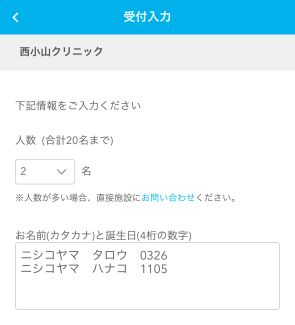 受付入力
西小山クリニック
下記情報をご入力ください
人数 (合計20名まで)
2 名
※人数が多い場合、直接施設にお問い合わせください。
お名前(カタカナ)と誕生日(4桁の数字)
ニシコヤマ　タロウ　0326
ニシコヤマ　ハナコ　1105